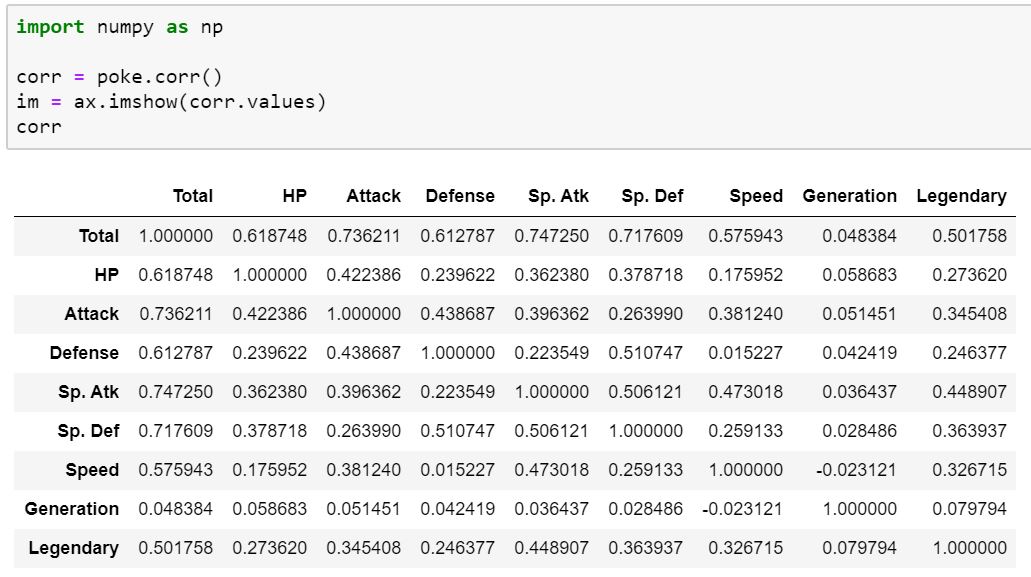 import numpy as np
corr = poke.corr()
im = ax.imshow(corr.values)
corr
Total HP Attack Defense Sp. Atk Sp. Def Speed Generation Legendary
Total 1.000000 0.618748 0.736211 0.612787 0.747250 0.717609 0.575943 0.048384 0.501758
HP 0.618748 1.000000 0.422386 0.239622 0.362380 0.378718 0.175952 0.058683 0.273620
Attack 0.736211 0.422386 1.000000 0.438687 0.396362 0.263990 0.381240 0.051451 0.345408
Defense 0.612787 0.239622 0.438687 1.000000 0.223549 0.510747 0.015227 0.042419 0.246377
Sp. Atk 0.747250 0.362380 0.396362 0.223549 1.000000 0.506121 0.473018 0.036437 0.448907
Sp. Def 0.717609 0.378718 0.263990 0.510747 0.506121 1.000000 0.259133 0.028486 0.363937
Speed 0.575943 0.175952 0.381240 0.015227 0.473018 0.259133 1.000000 -0.023121 0.326715
Generation 0.048384 0.058683 0.051451 0.042419 0.036437 0.028486 -0.023121 1.000000 0.079794
Legendary 0.501758 0.273620 0.345408 0.246377 0.448907 0.363937 0.326715 0.079794 1.000000